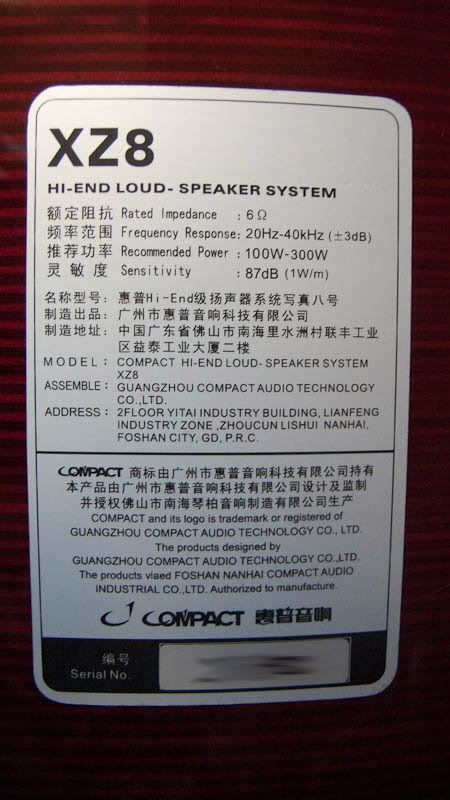 XZ8
HI-END LOUD- SPEAKER SYSTEM
额定阻抗 Rated Impedance : 6Ω
频率范围 Frequency Response: 20Hz-40kHz (±3dB)
推荐功率 Recommended Power : 100W-300W
灵敏度 Sensitivity : 87dB (1W/m)
名称型号: 惠普Hi-End级扬声器系统写真八号
制造出品: 广州市惠普音响科技有限公司
制造地址: 中国广东省佛山市南海里水洲村联丰工业
区益泰工业大厦二楼
MODEL: COMPACT HI-END LOUD- SPEAKER SYSTEM
XZ8
ASSEMBLE: GUANGZHOU COMPACT AUDIO TECHNOLOGY
CO.,LTD.
ADDRESS: 2FLOOR YITAI INDUSTRY BUILDING, LIANFENG
INDUSTRY ZONE ,ZHOUCUN LISHUI NANHAI,
FOSHAN CITY, GD, P.R.C.
COMPACT 商标由广州市惠普音响科技有限公司持有
本产品由广州市惠普音响科技有限公司设计及监制
并授权佛山市南海琴柏音响制造有限公司生产
COMPACT and its logo is trademark or registered of
GUANGZHOU COMPACT AUDIO TECHNOLOGY CO., LTD.
The products designed by
GUANGZHOU COMPACT AUDIO TECHNOLOGY CO., LTD.
The products viaed FOSHAN NANHAI COMPACT AUDIO
INDUSTRIAL CO.,LTD. Authorized to manufacture.
COMPACT 惠普音响
编号
Serial No.